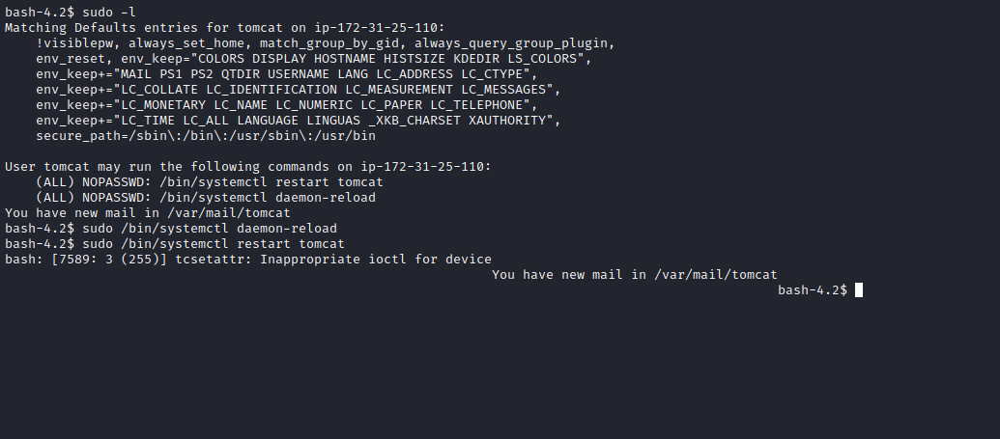 bash-4.2$ sudo -l
Matching Defaults entries for tomcat on ip-172-31-25-110:
    !visiblepw, always_set_home, match_group_by_gid, always_query_group_plugin,
    env_reset, env_keep="COLORS DISPLAY HOSTNAME HISTSIZE KDEDIR LS_COLORS",
    env_keep+="MAIL PS1 PS2 QTDIR USERNAME LANG LC_ADDRESS LC_CTYPE",
    env_keep+="LC_COLLATE LC_IDENTIFICATION LC_MEASUREMENT LC_MESSAGES",
    env_keep+="LC_MONETARY LC_NAME LC_NUMERIC LC_PAPER LC_TELEPHONE",
    env_keep+="LC_TIME LC_ALL LANGUAGE LINGUAS _XKB_CHARSET XAUTHORITY",
    secure_path=/sbin\:/bin\:/usr/sbin\:/usr/bin

User tomcat may run the following commands on ip-172-31-25-110:
    (ALL) NOPASSWD: /bin/systemctl restart tomcat
    (ALL) NOPASSWD: /bin/systemctl daemon-reload
You have new mail in /var/mail/tomcat
bash-4.2$ sudo /bin/systemctl daemon-reload
bash-4.2$ sudo /bin/systemctl restart tomcat
bash: [7589: 3 (255)] tcsetattr: Inappropriate ioctl for device
You have new mail in /var/mail/tomcat
bash-4.2$